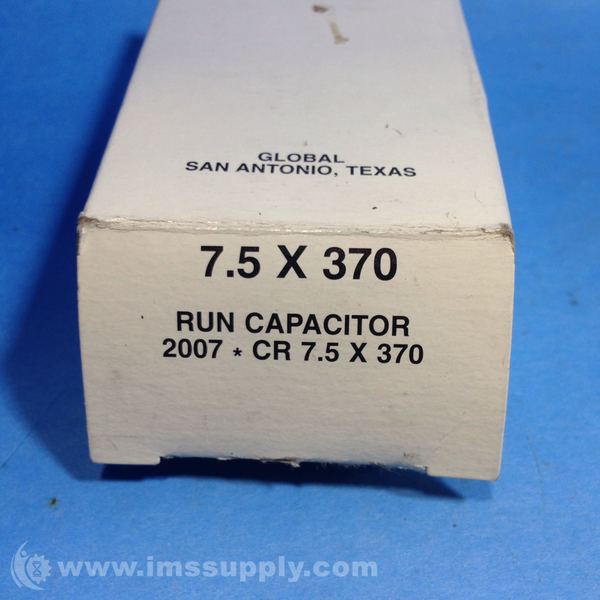 GLOBAL
SAN ANTONIO, TEXAS
7.5 X 370
RUN CAPACITOR
2007 * CR 7.5 X 370
www.imssupply.com